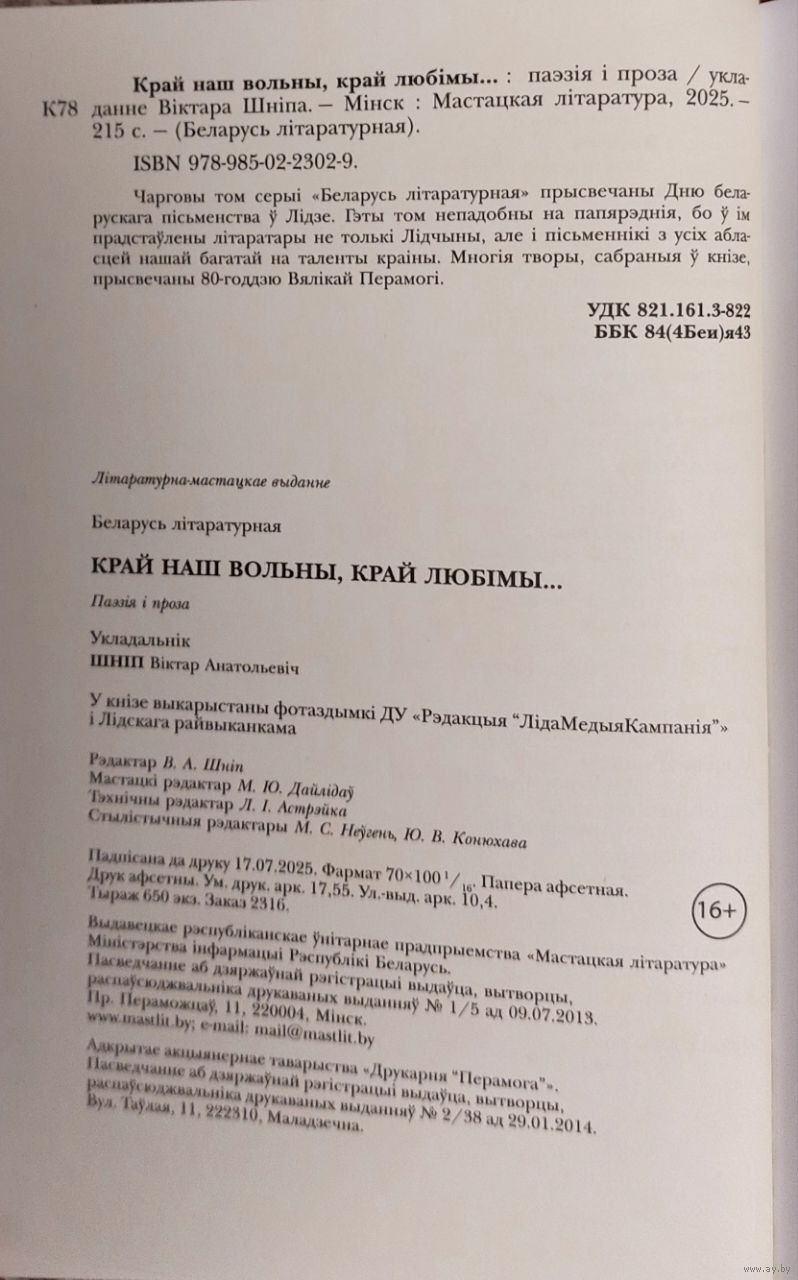 Край наш вольны, край любімы... : паэзія і проза / укла-
К78 данне Віктара Шніпа. — Мінск : Мастацкая літаратура, 2025. –
215 с. — (Беларусь літаратурная).
ISBN 978-985-02-2302-9.
Чарговы том серыі «Беларусь літаратурная» прысвечаны Дню бела-
рускага пісьменства ў Лідзе. Гэты том непадобны на папярэднія, бо ў ім
прадстаўлены літаратары не толькі Лідчыны, але і пісьменнікі з усіх абла-
сцей нашай багатай на таленты краіны. Многія творы, сабраныя ў кнізе,
прысвечаны 80-годдзю Вялікай Перамогі.
УДК 821.161.3-822
ББК 84(4Беи)я43
Літаратурна-мастацкае выданне
Беларусь літаратурная
КРАЙ НАШ ВОЛЬНЫ, КРАЙ ЛЮБІМЫ...
Паэзія і проза
Укладальнік
ШНІП Віктар Анатольевіч
У кнізе выкарыстаны фотаздымкі ДУ «Рэдакцыя “ЛідаМедыяКампанія”»
і Лідскага райвыканкама
Рэдактар В. А. Шніп
Мастацкі рэдактар М. Ю. Дайлідаў
Тэхнічны рэдактар Л. І. Астрэйка
Стылістычныя рэдактары М. С. Неўгень, Ю. В. Конюхава
Падпісана да друку 17.07.2025. Фармат 70×100 1/16. Папера афсетная.
Друк афсетны. Ум. друк. арк. 17,55. Ул.-выд. арк. 10,4.
Тыраж 650 экз. Заказ 2316.
16+
Выдавецкае рэспубліканскае ўнітарнае прадпрыемства «Мастацкая літаратура»
Міністэрства інфармацыі Рэспублікі Беларусь.
Пасведчанне аб дзяржаўнай рэгістрацыі выдаўца, вытворцы,
распаўсюджвальніка друкаваных выданняў № 1/5 ад 09.07.2013.
Пр. Пераможцаў, 11, 220004, Мінск.
www.mastlit.by; e-mail: mail@mastlit.by
Адкрытае акцыянернае таварыства «Друкарня “Перамога”».
Пасведчанне аб дзяржаўнай рэгістрацыі выдаўца, вытворцы,
распаўсюджвальніка друкаваных выданняў № 2/38 ад 29.01.2014.
Вул. Таўлая, 11, 222310, Маладзечна.
www.ay.by